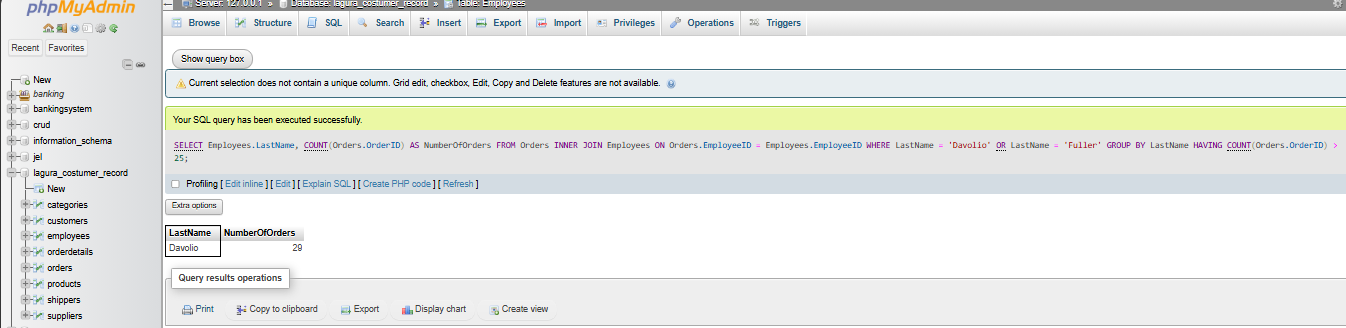 phpMyAdmin
Server: 127.0.0.1 » Database: lagura_costumer_record » Table: Employees
Browse Structure SQL Search Insert Export Import Privileges Operations Triggers
Recent Favorites
Show query box
Current selection does not contain a unique column. Grid edit, checkbox, Edit, Copy and Delete features are not available.
New
banking
bankingsystem
crud
information_schema
jel
lagura_costumer_record
New
categories
customers
employees
orderdetails
orders
products
shippers
suppliers
Your SQL query has been executed successfully.
SELECT Employees.LastName, COUNT(Orders.OrderID) AS NumberOfOrders FROM Orders INNER JOIN Employees ON Orders.EmployeeID = Employees.EmployeeID WHERE LastName = 'Davolio' OR LastName = 'Fuller' GROUP BY LastName HAVING COUNT(Orders.OrderID) >
25;
Profiling [ Edit inline ] [ Edit ] [ Explain SQL ] [ Create PHP code ] [ Refresh ]
Extra options
LastName NumberOfOrders
Davolio 29
Query results operations
Print Copy to clipboard Export Display chart Create view